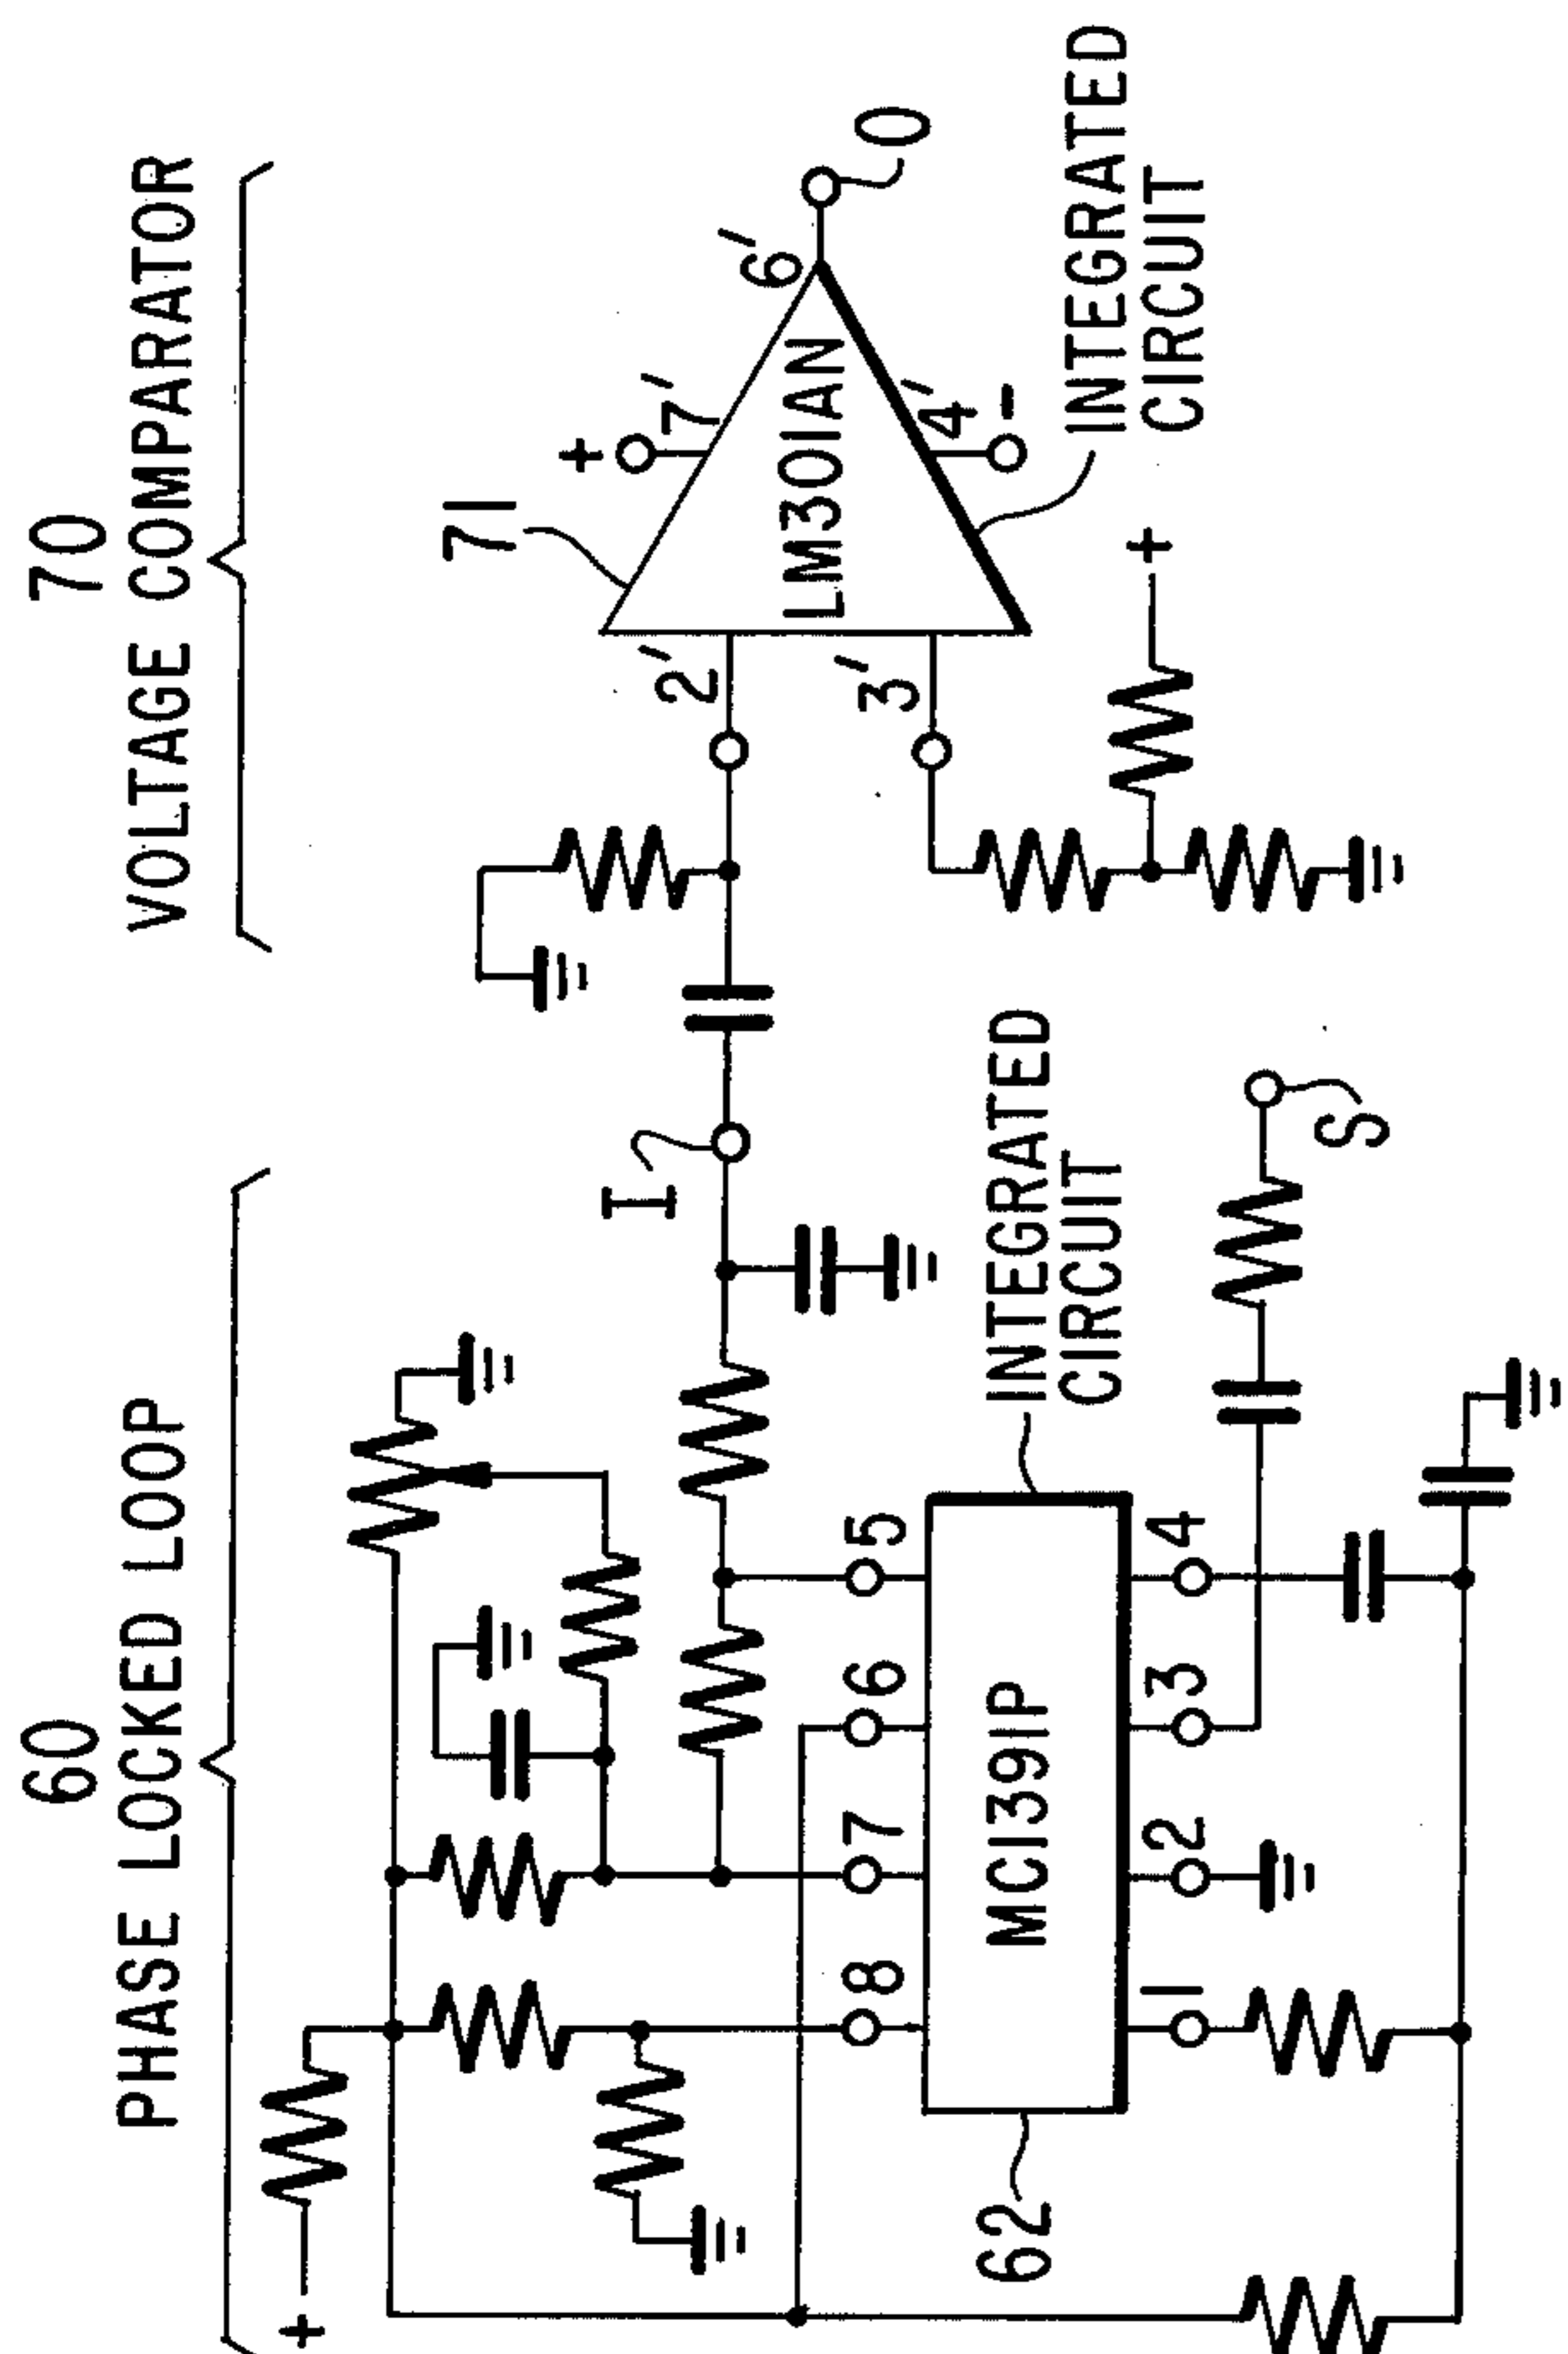 60
PHASE LOCKED LOOP
70
VOLTAGE COMPARATOR
+
8
7
6
5
MC1391P
62
1
2
3
4
INTEGRATED
CIRCUIT
S
I
2'
3'
71
+
7'
LM301AN
4'
-
6'
O
+
INTEGRATED
CIRCUIT